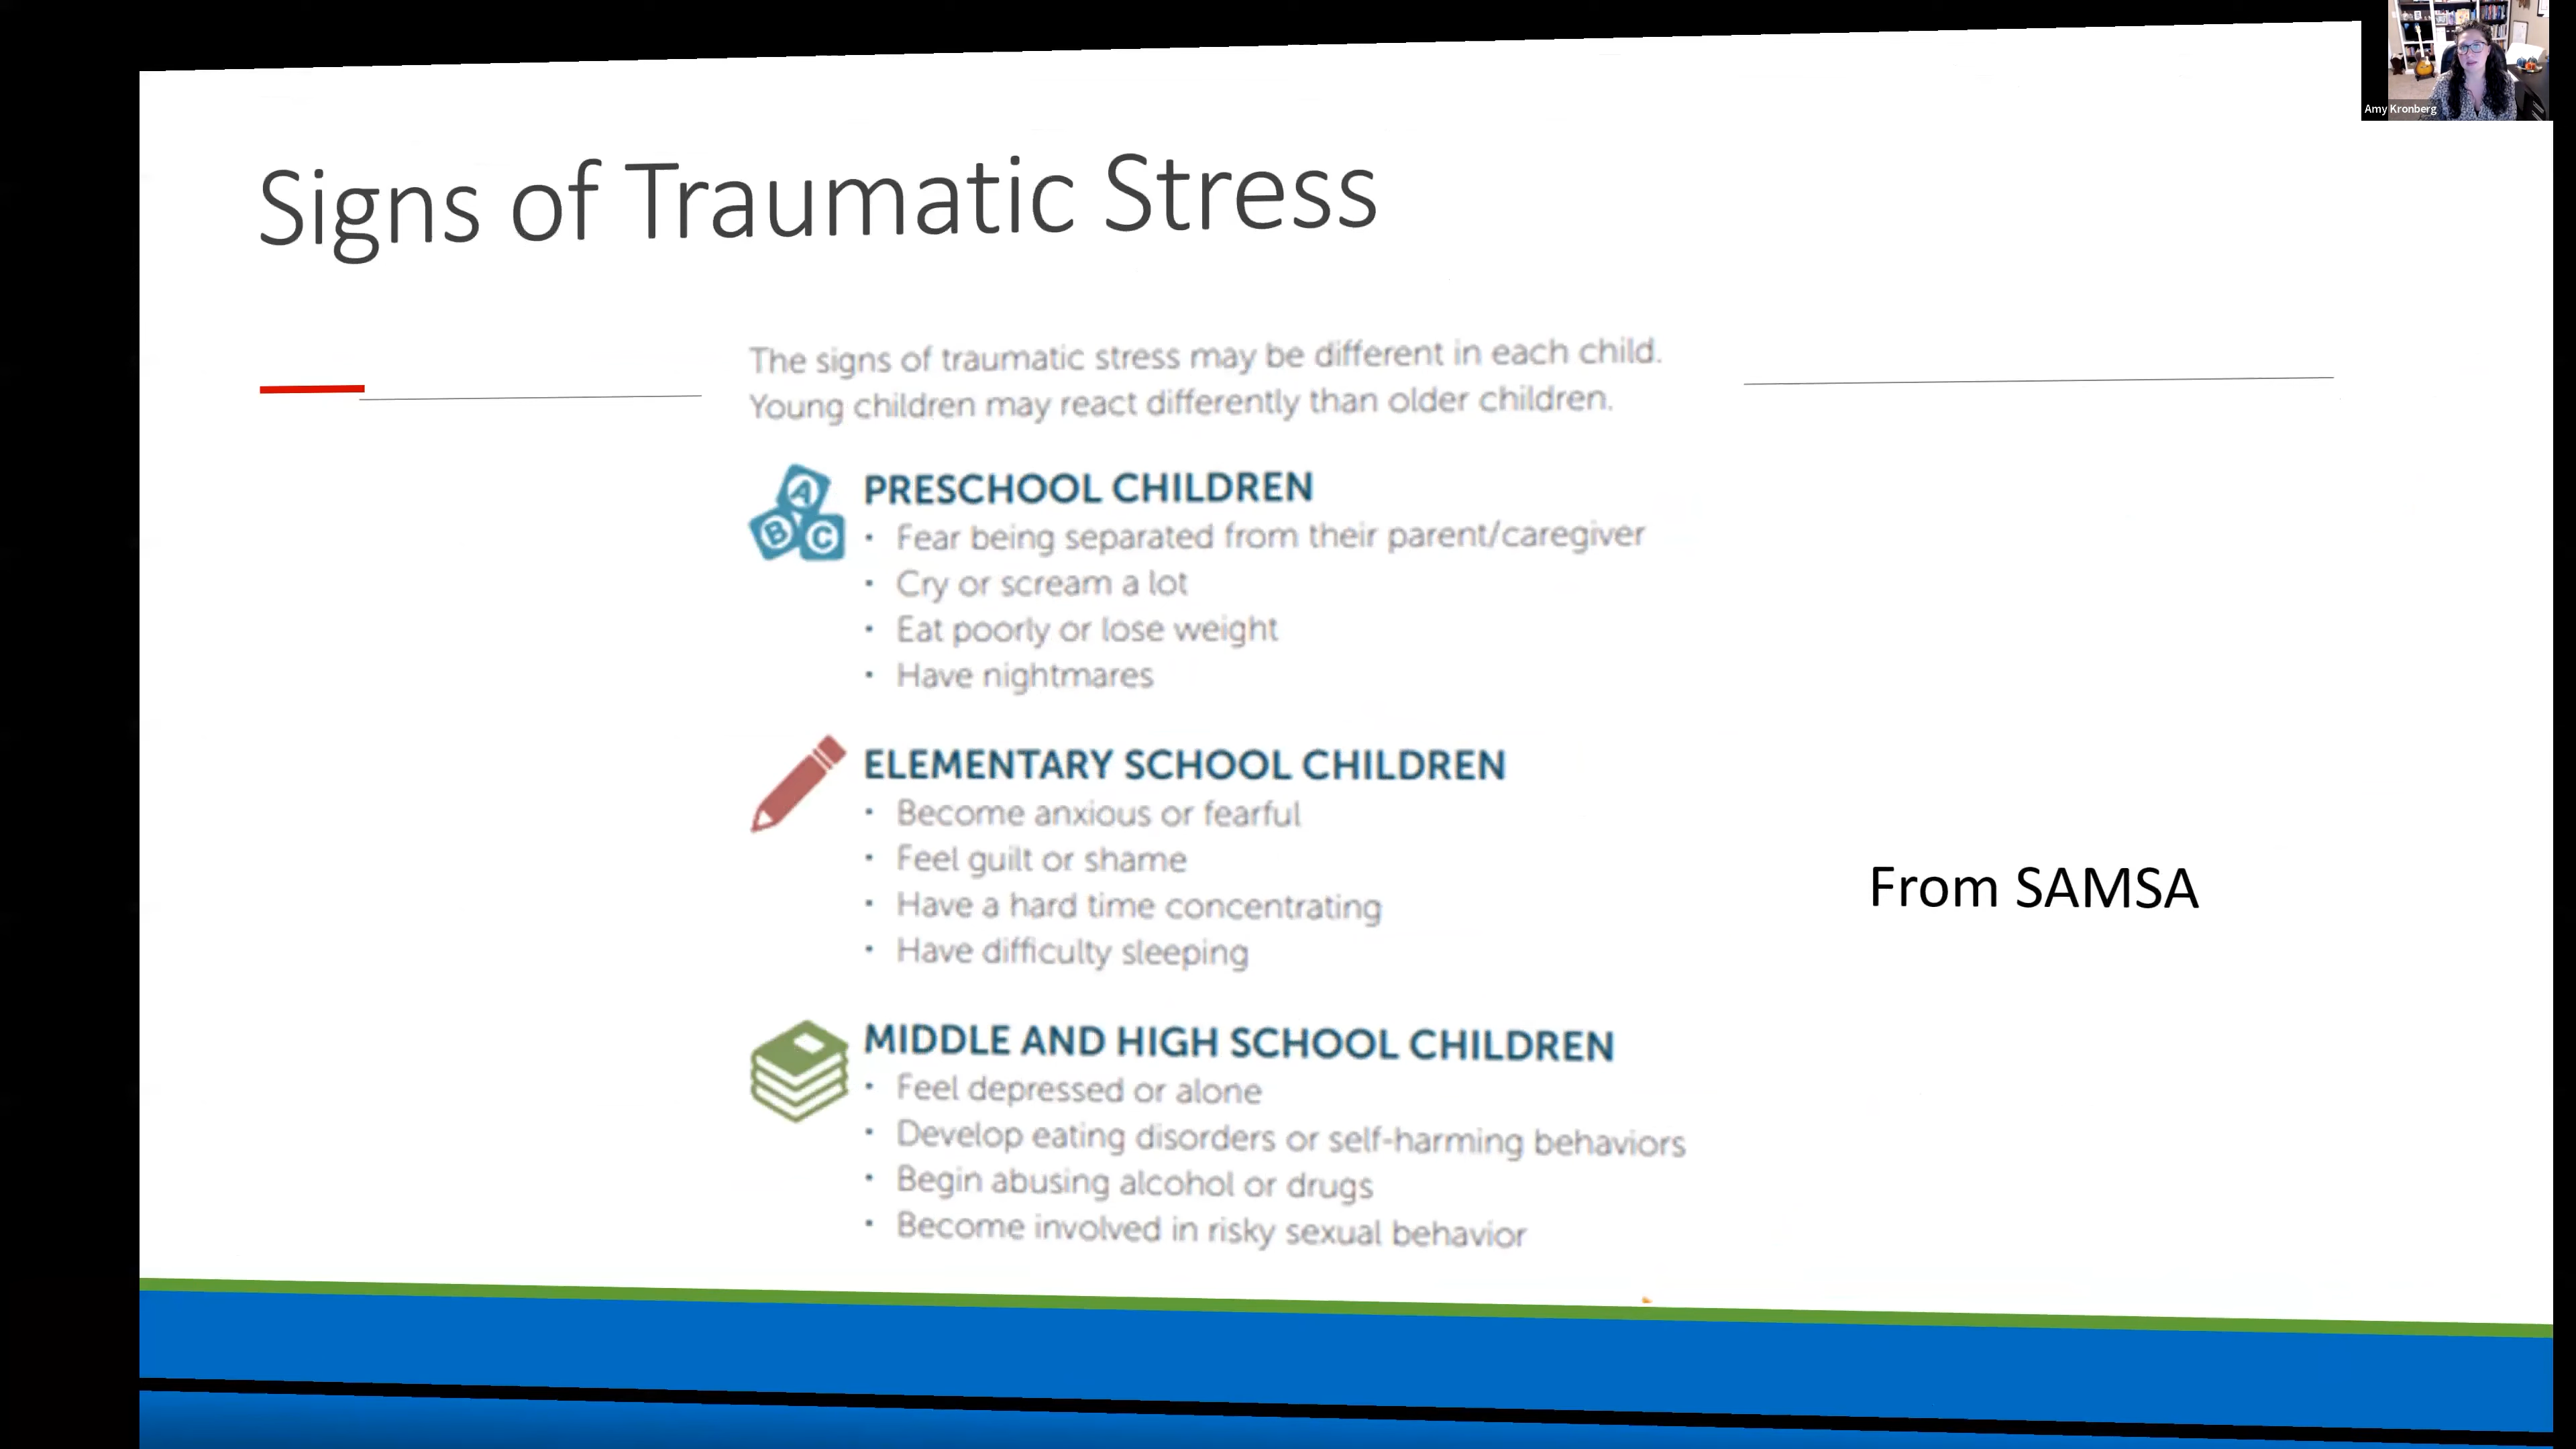 Amy Kronberg
Signs of Traumatic Stress
The signs of traumatic stress may be different in each child.
Young children may react differently than older children.
A
B C
PRESCHOOL CHILDREN
• Fear being separated from their parent/caregiver
• Cry or scream a lot
• Eat poorly or lose weight
• Have nightmares
ELEMENTARY SCHOOL CHILDREN
• Become anxious or fearful
• Feel guilt or shame
• Have a hard time concentrating
• Have difficulty sleeping
From SAMSA
MIDDLE AND HIGH SCHOOL CHILDREN
• Feel depressed or alone
• Develop eating disorders or self-harming behaviors
• Begin abusing alcohol or drugs
• Become involved in risky sexual behavior